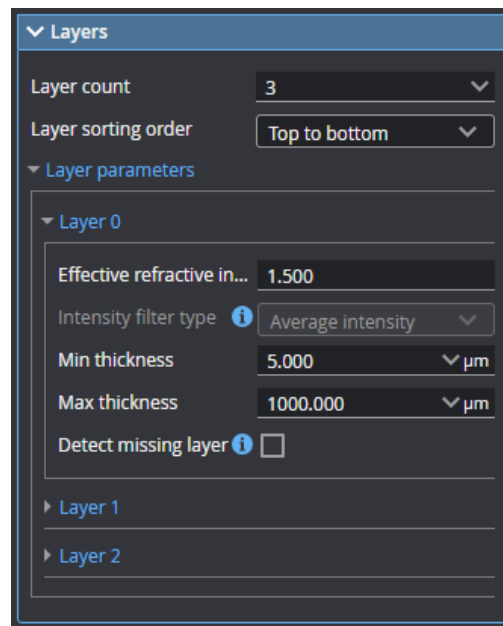 Layers
Layer count 3
Layer sorting order Top to bottom
Layer parameters
Layer 0
Effective refractive in... 1.500
Intensity filter type i Average intensity
Min thickness 5.000 µm
Max thickness 1000.000 µm
Detect missing layer i
Layer 1
Layer 2